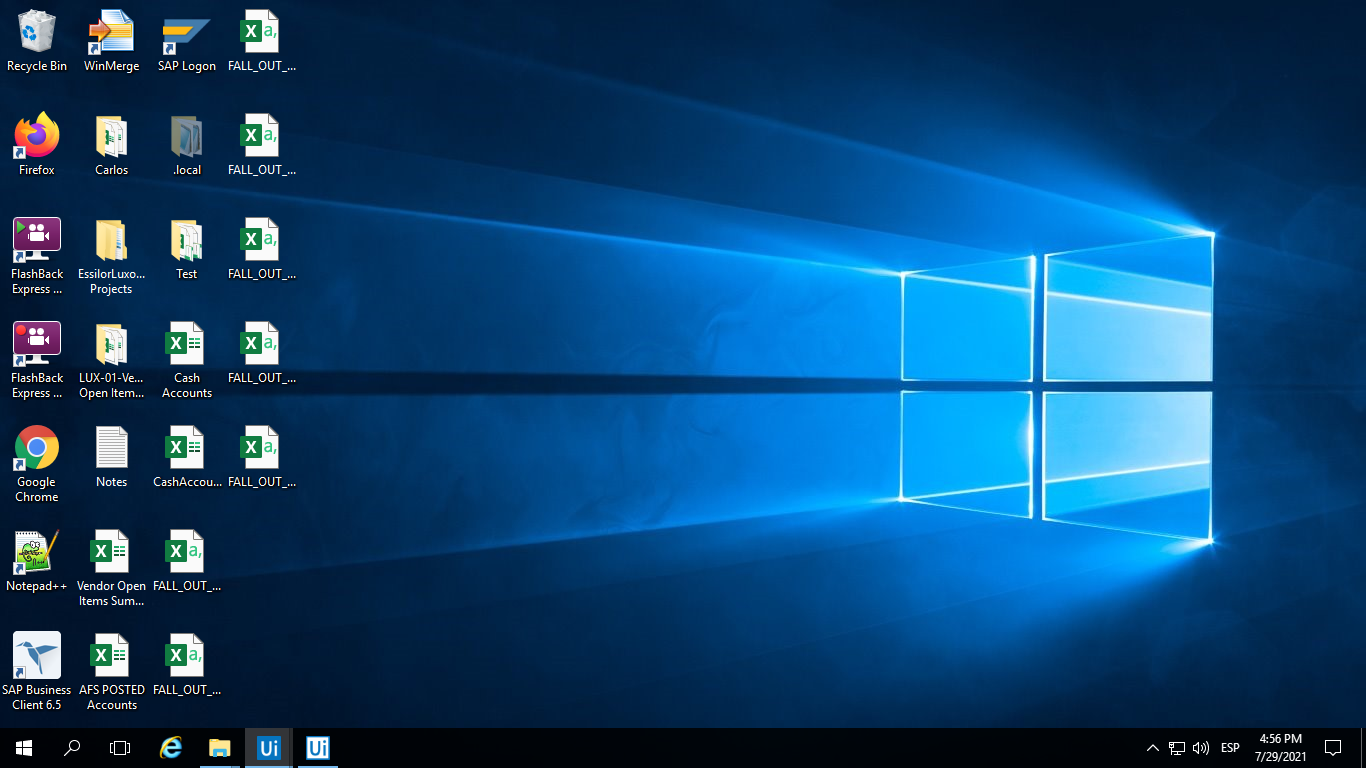 Recycle Bin
WinMerge
SAP Logon
FALL_OUT_...
Firefox
Carlos
.local
FALL_OUT_...
FlashBack
Express ...
EssilorLuxo...
Projects
Test
FALL_OUT_...
FlashBack
Express ...
LUX-01-Ve...
Open Item...
Cash
Accounts
FALL_OUT_...
Google
Chrome
Notes
CashAccou...
FALL_OUT_...
Notepad++
Vendor Open
Items Sum...
FALL_OUT_...
SAP Business
Client 6.5
AFS POSTED
Accounts
FALL_OUT_...
Ui
Ui
ESP
4:56 PM
7/29/2021